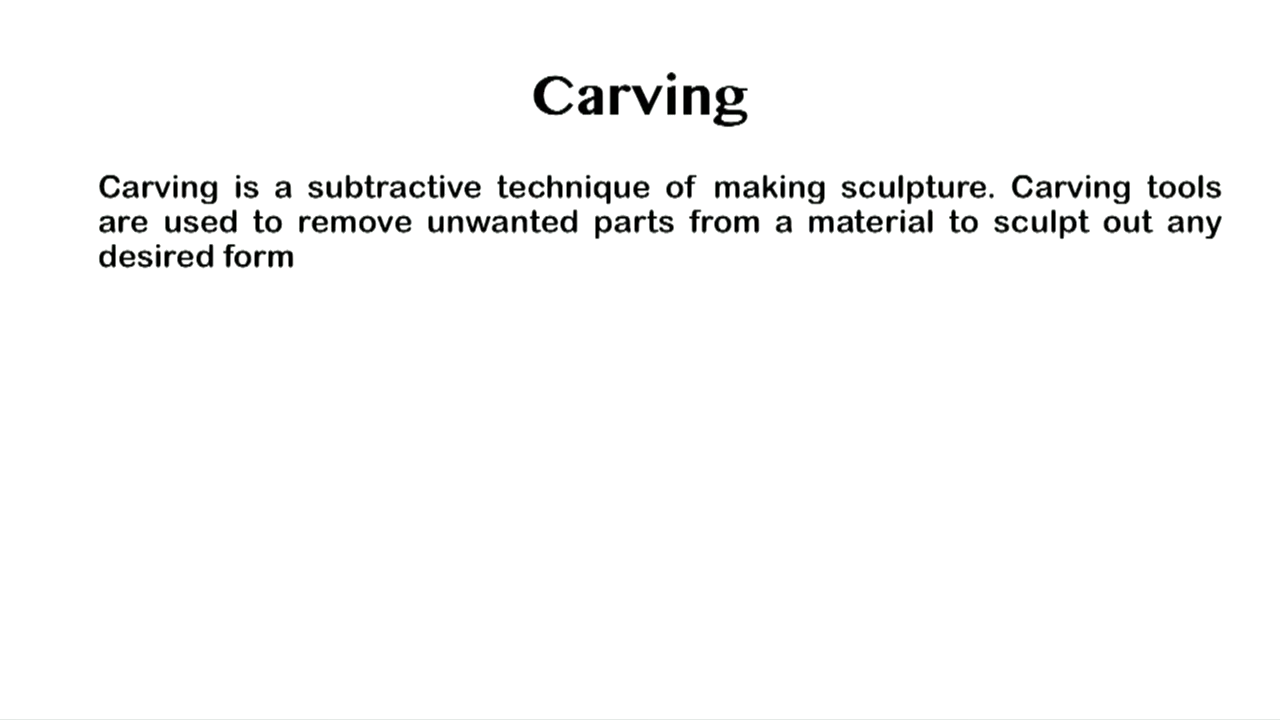 Carving
Carving is a subtractive technique of making sculpture. Carving tools
are used to remove unwanted parts from a material to sculpt out any
desired form